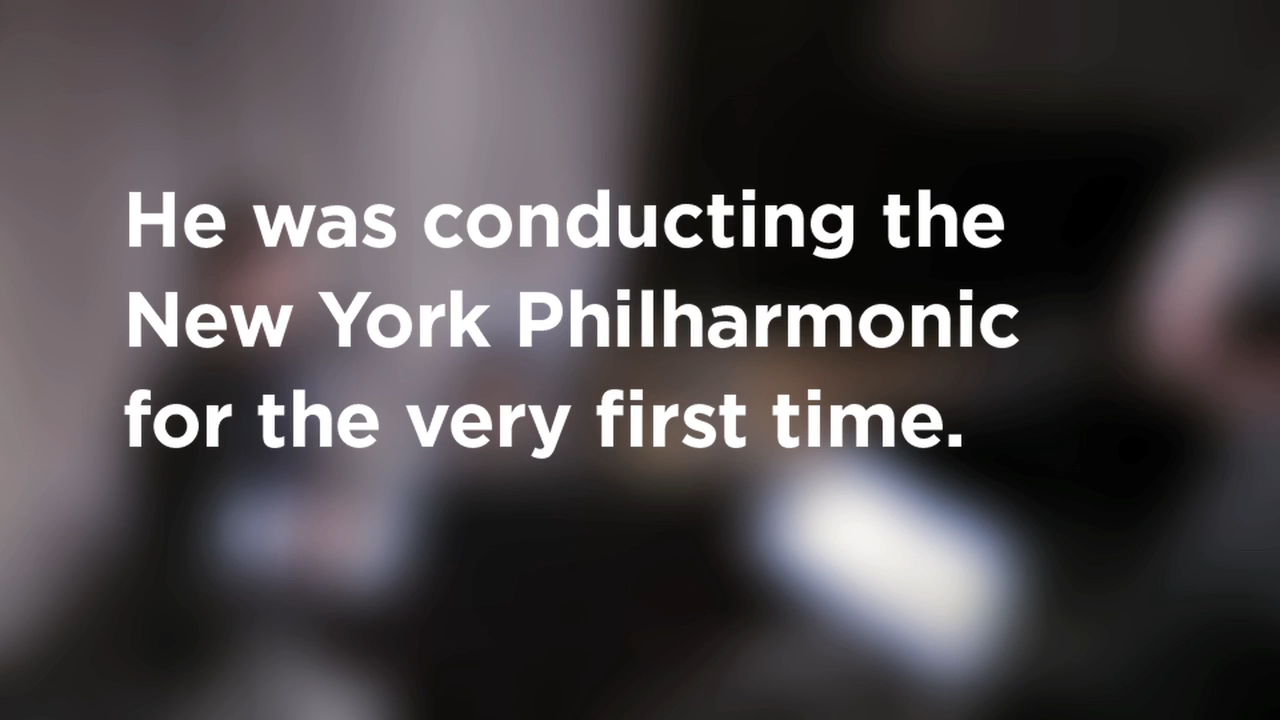 He was conducting the
New York Philharmonic
for the very first time.